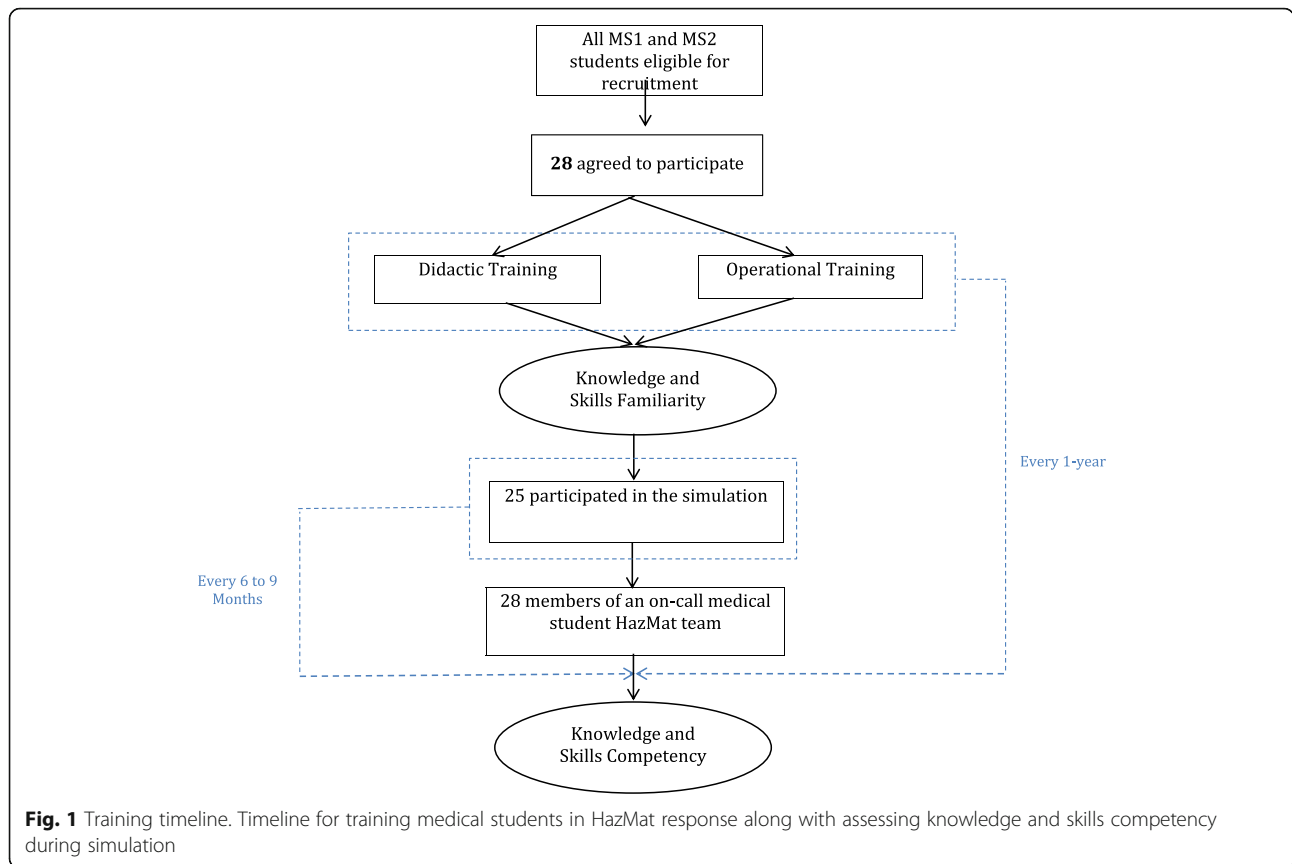 All MS1 and MS2
students eligible for
recruitment
28 agreed to participate
Didactic Training
Operational Training
Knowledge and
Skills Familiarity
Every 1-year
25 participated in the simulation
Every 6 to 9
Months
28 members of an on-call medical
student HazMat team
Knowledge and
Skills Competency
Fig. 1 Training timeline. Timeline for training medical students in HazMat response along with assessing knowledge and skills competency
during simulation